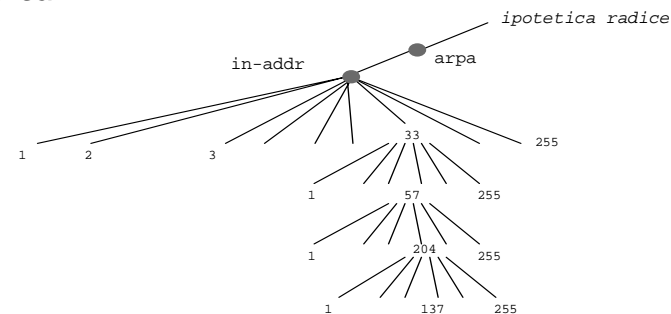 ipotetica radice
in-addr arpa
1 2 3 33 255
1 57 255
1 204 255
1 137 255